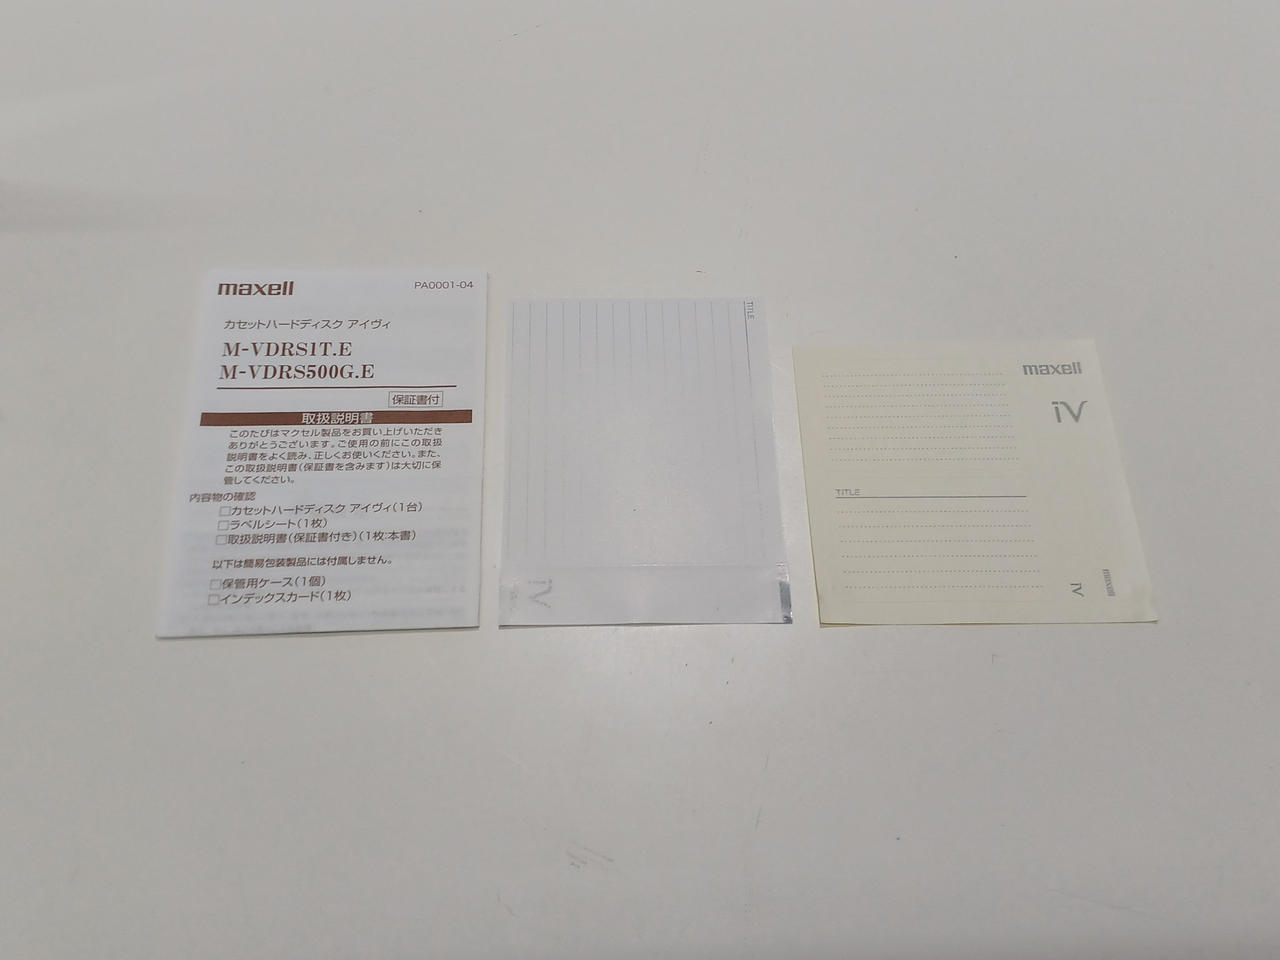 maxell
PA0001-04
カセットハードディスク アイヴィ
M-VDRS1T.E
M-VDRS500G.E
保証書付
取扱説明書
このたびはマクセル製品をお買い上げいただき
ありがとうございます。ご使用の前にこの取扱
説明書をよく読み、正しくお使いください。また、
この取扱説明書(保証書を含みます)は大切に保
管してください。
内容物の確認
□カセットハードディスク アイヴィ(1台)
□ラベルシート(1枚)
□取扱説明書(保証書付き)(1枚:本書)
以下は簡易包装製品には付属しません。
□保管用ケース(1個)
□インデックスカード(1枚)
TITLE
iV
maxell
iV
TITLE
iV
maxell